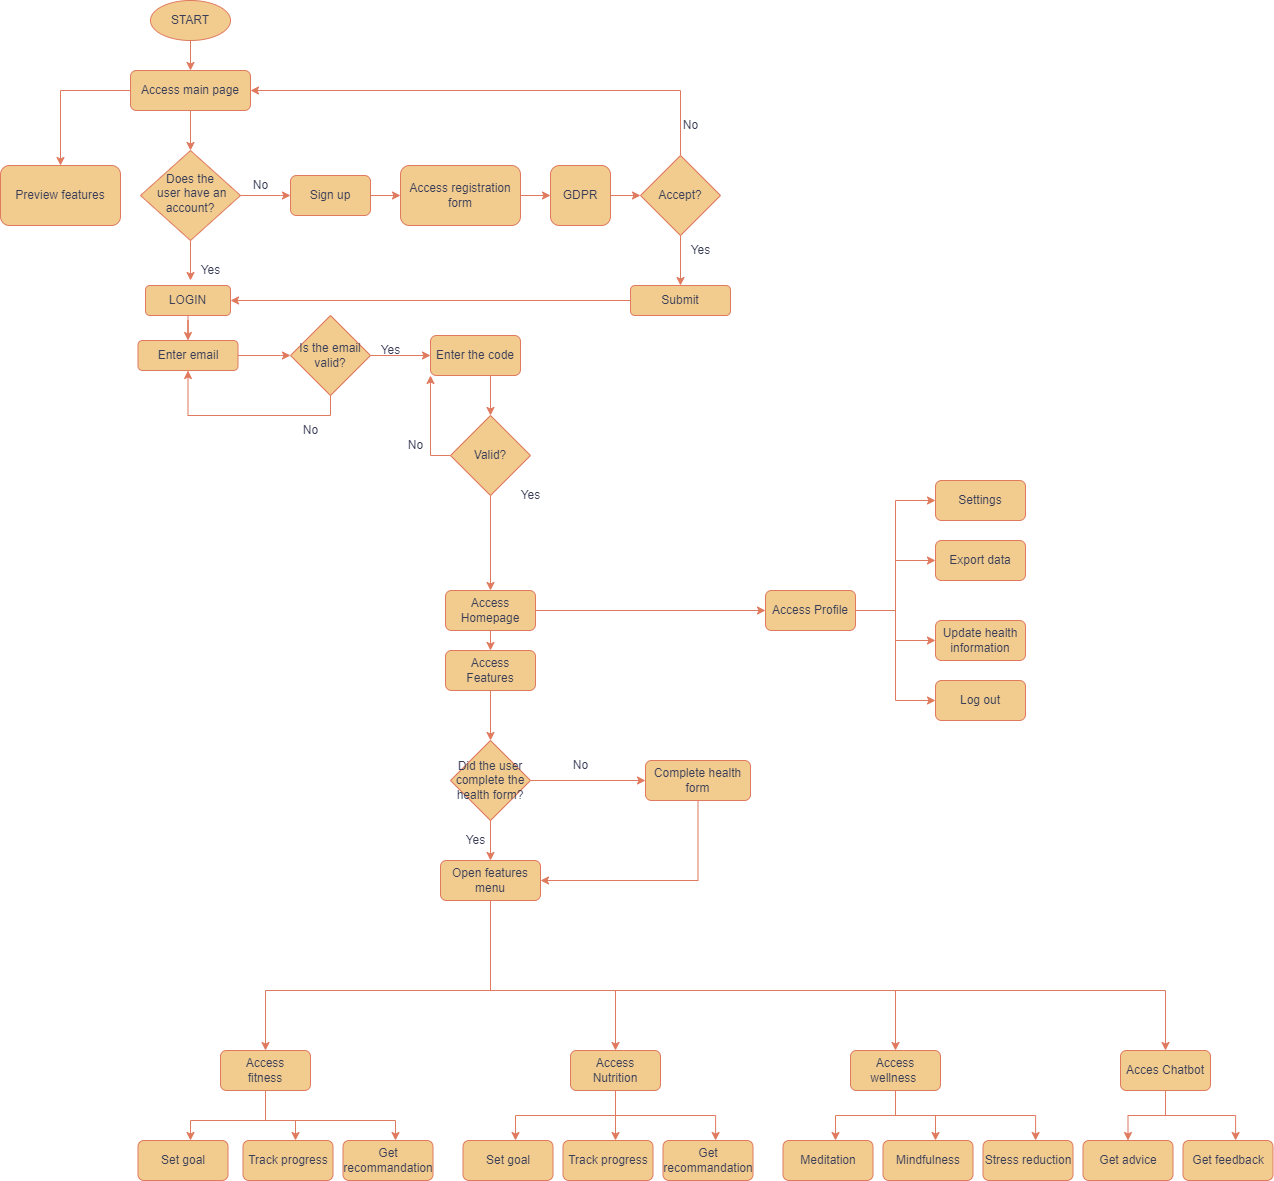 START
Access main page
No
Preview features
Does the
user have an
account?
No
Sign up
Access registration
form
GDPR
Accept?
Yes
Yes
LOGIN
Submit
Enter email
Is the email
valid?
Yes
Enter the code
No
No
Valid?
Yes
Settings
Export data
Access
Homepage
Access Profile
Update health
information
Access
Features
Log out
Did the user
complete the
health form?
No
Complete health
form
Yes
Open features
menu
Access
fitness
Access
Nutrition
Access
wellness
Acces Chatbot
Set goal
Track progress
Get
recommandation
Set goal
Track progress
Get
recommandation
Meditation
Mindfulness
Stress reduction
Get advice
Get feedback